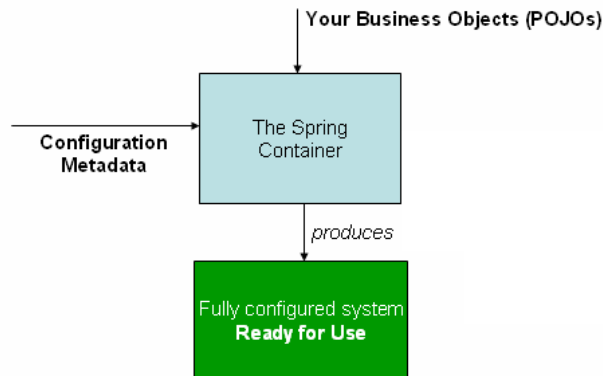 Your Business Objects (POJOs)
The Spring
Container
Configuration
Metadata
produces
Fully configured system
Ready for Use